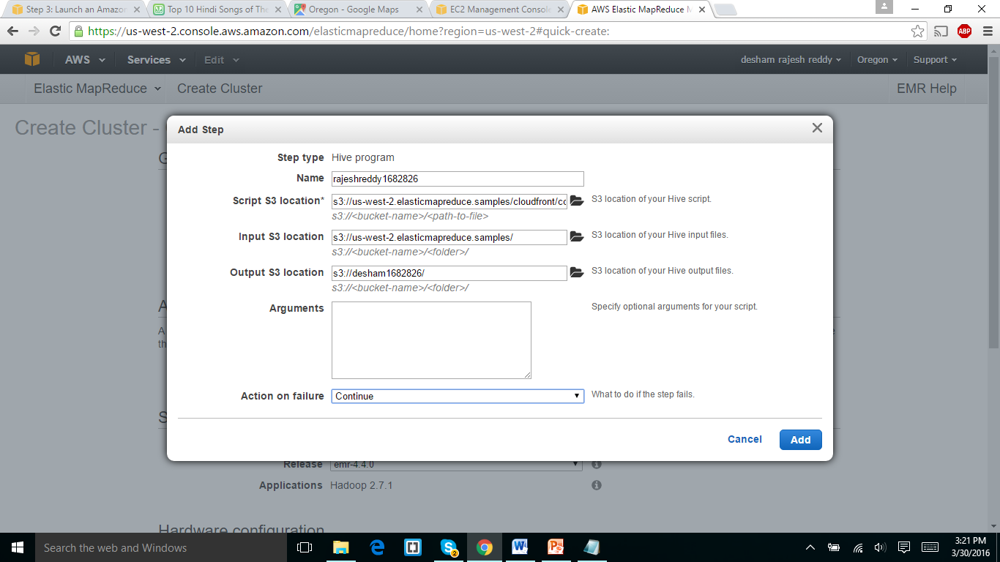 Step 3: Launch an Amazon
Top 10 Hindi Songs of The
Oregon - Google Maps
EC2 Management Console
AWS Elastic MapReduce M
https://us-west-2.console.aws.amazon.com/elasticmapreduce/home?region=us-west-2#quick-create:
ABP
AWS Services Edit
desham rajesh reddy Oregon Support
Elastic MapReduce Create Cluster EMR Help
Create Cluster -
Add Step
Step type Hive program
Name rajeshreddy1682826
Script S3 location* s3://us-west-2.elasticmapreduce.samples/cloudfront/co S3 location of your Hive script.
s3://<bucket-name>/<path-to-file>
Input S3 location s3://us-west-2.elasticmapreduce.samples/ S3 location of your Hive input files.
s3://<bucket-name>/<folder>/
Output S3 location s3://desham1682826/ S3 location of your Hive output files.
s3://<bucket-name>/<folder>/
Arguments Specify optional arguments for your script.
Action on failure Continue What to do if the step fails.
Cancel Add
Release emr-4.4.0
Applications Hadoop 2.7.1
Hardware configuration
Search the web and Windows
2
3:21 PM
3/30/2016